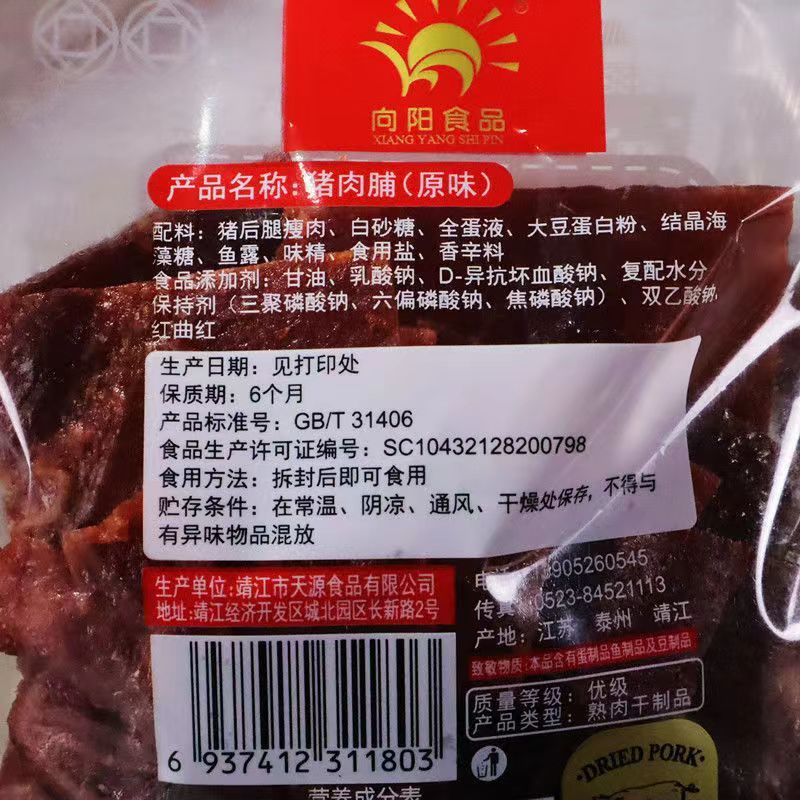 向阳食品
XIANG YANG SHI PIN
产品名称:猪肉脯(原味)
配料：猪后腿瘦肉、白砂糖、全蛋液、大豆蛋白粉、结晶海
藻糖、鱼露、味精、食用盐、香辛料
食品添加剂：甘油、乳酸钠、D-异抗坏血酸钠、复配水分
保持剂（三聚磷酸钠、六偏磷酸钠、焦磷酸钠）、双乙酸钠,
红曲红
生产日期：见打印处
保质期：6个月
产品标准号：GB/T 31406
食品生产许可证编号：SC10432128200798
食用方法：拆封后即可食用
贮存条件：在常温、阴凉、通风、干燥处保存，不得与
有异味物品混放
生产单位:靖江市天源食品有限公司
地址:靖江经济开发区城北园区长新路2号
905260545
传真 0523-84521113
产地：江苏 泰州 靖江
致敏物质：本品含有蛋制品鱼制品及豆制品
质量等级：优级
产品类型：熟肉干制品
6 937412 311803
DRIED PORK
营养成分表